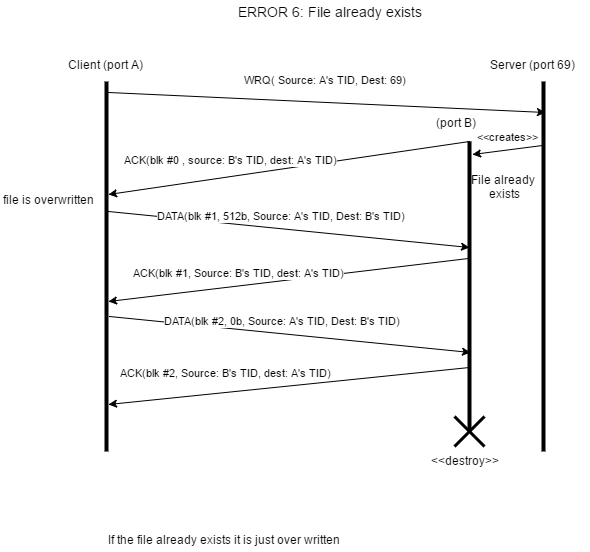 ERROR 6: File already exists
Client (port A)
Server (port 69)
WRQ( Source: A's TID, Dest: 69)
(port B)
<<creates>>
ACK(blk #0 , source: B's TID, dest: A's TID)
File already
exists
file is overwritten
DATA(blk #1, 512b, Source: A's TID, Dest: B's TID)
ACK(blk #1, Source: B's TID, dest: A's TID)
DATA(blk #2, 0b, Source: A's TID, Dest: B's TID)
ACK(blk #2, Source: B's TID, dest: A's TID)
<<destroy>>
If the file already exists it is just over written